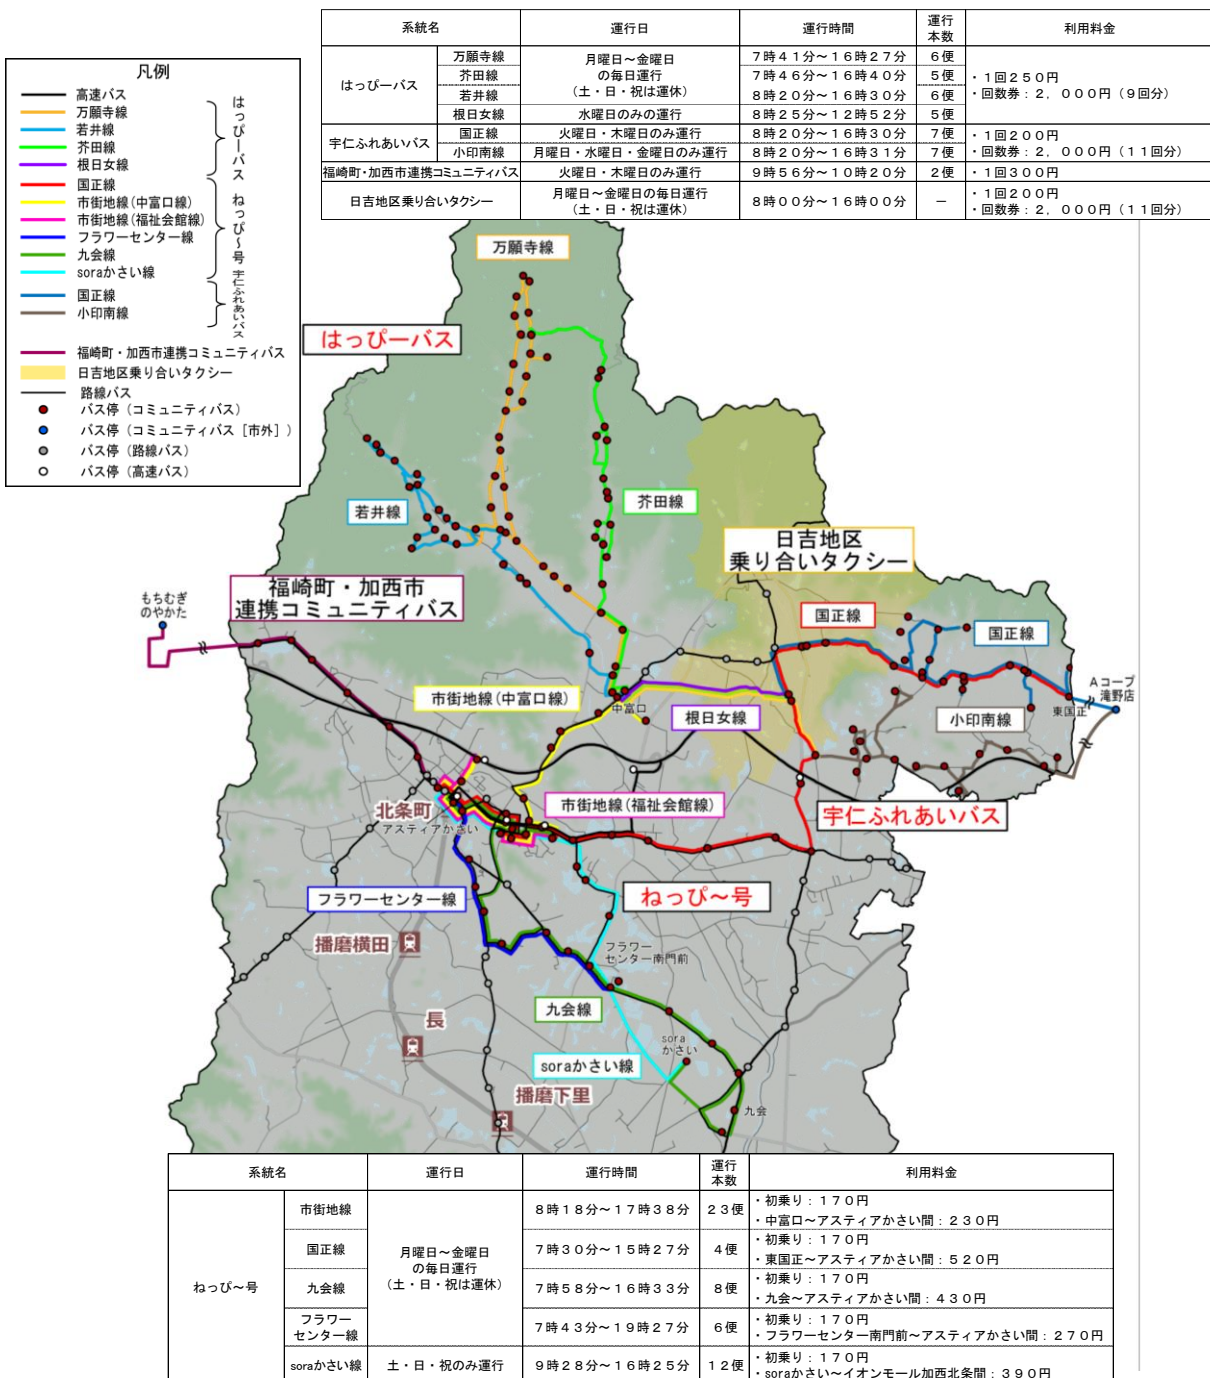 系統名 運行日 運行時間 運行本数 利用料金
はっぴーバス 万願寺線 月曜日～金曜日の毎日運行（土・日・祝は運休） 7時41分～16時27分 6便 ・1回250円
・回数券：2，000円（9回分）
芥田線 7時46分～16時40分 5便
若井線 8時20分～16時30分 6便
根日女線 水曜日のみの運行 8時25分～12時52分 5便
宇仁ふれあいバス 国正線 火曜日・木曜日のみ運行 8時20分～16時30分 7便 ・1回200円
小印南線 月曜日・水曜日・金曜日のみ運行 8時20分～16時31分 7便 ・回数券：2，000円（11回分）
福崎町・加西市連携コミュニティバス 火曜日・木曜日のみ運行 9時56分～10時20分 2便 ・1回300円
日吉地区乗り合いタクシー 月曜日～金曜日の毎日運行（土・日・祝は運休） 8時00分～16時00分 － ・1回200円
・回数券：2，000円（11回分）
凡例
高速バス
万願寺線
若井線
芥田線
根日女線
はっぴーバス
国正線
市街地線(中富口線)
市街地線(福祉会館線)
フラワーセンター線
九会線
soraかさい線
ねっぴ～号
国正線
小印南線
宇仁ふれあいバス
福崎町・加西市連携コミュニティバス
日吉地区乗り合いタクシー
路線バス
バス停（コミュニティバス）
バス停（コミュニティバス［市外］）
バス停（路線バス）
バス停（高速バス）
万願寺線
はっぴーバス
若井線
芥田線
日吉地区
乗り合いタクシー
福崎町・加西市
連携コミュニティバス
もちむぎ
のやかた
国正線
国正線
市街地線(中富口線)
中富口
根日女線
小印南線
Aコープ
滝野店
東国正
市街地線(福祉会館線)
宇仁ふれあいバス
北条町
アスティアかさい
フラワーセンター線
ねっぴ～号
播磨横田
フラワー
センター南門前
九会線
長
sora
かさい
soraかさい線
播磨下里
九会
系統名 運行日 運行時間 運行本数 利用料金
ねっぴ～号 市街地線 月曜日～金曜日の毎日運行（土・日・祝は運休） 8時18分～17時38分 23便 ・初乗り：170円
・中富口～アスティアかさい間：230円
国正線 7時30分～15時27分 4便 ・初乗り：170円
・東国正～アスティアかさい間：520円
九会線 7時58分～16時33分 8便 ・初乗り：170円
・九会～アスティアかさい間：430円
フラワーセンター線 7時43分～19時27分 6便 ・初乗り：170円
・フラワーセンター南門前～アスティアかさい間：270円
soraかさい線 土・日・祝のみ運行 9時28分～16時25分 12便 ・初乗り：170円
・soraかさい～イオンモール加西北条間：390円